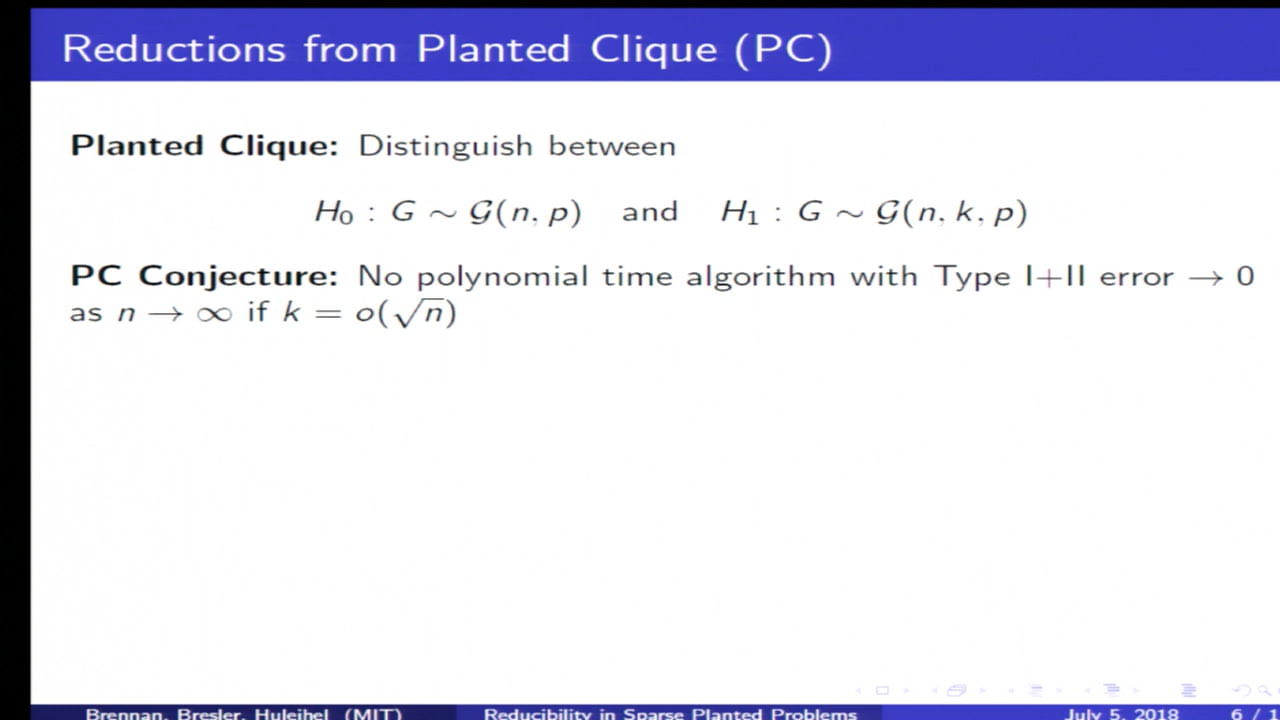 Reductions from Planted Clique (PC)
Planted Clique: Distinguish between
H₀ : G ∼ 𝒢(n, p) and H₁ : G ∼ 𝒢(n, k, p)
PC Conjecture: No polynomial time algorithm with Type I+II error → 0
as n → ∞ if k = o(√n)
Brennan, Bresler, Huleihel (MIT) Reducibility in Sparse Planted Problems July 5, 2018 6 / 1